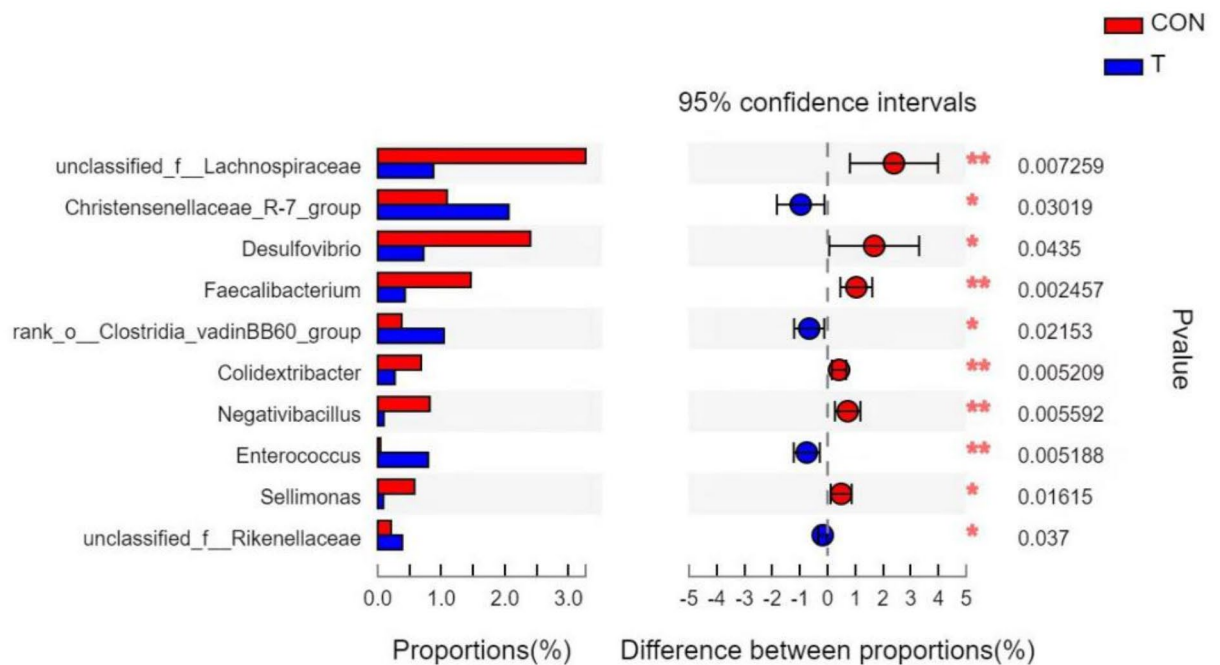 CON
T
95% confidence intervals
unclassified_f__Lachnospiraceae ** 0.007259
Christensenellaceae_R-7_group * 0.03019
Desulfovibrio * 0.0435
Faecalibacterium ** 0.002457
rank_o__Clostridia_vadinBB60_group * 0.02153
Colidextribacter ** 0.005209
Negativibacillus ** 0.005592
Enterococcus ** 0.005188
Sellimonas * 0.01615
unclassified_f__Rikenellaceae * 0.037
Pvalue
0.0 1.0 2.0 3.0 -5 -4 -3 -2 -1 0 1 2 3 4 5
Proportions(%) Difference between proportions(%)